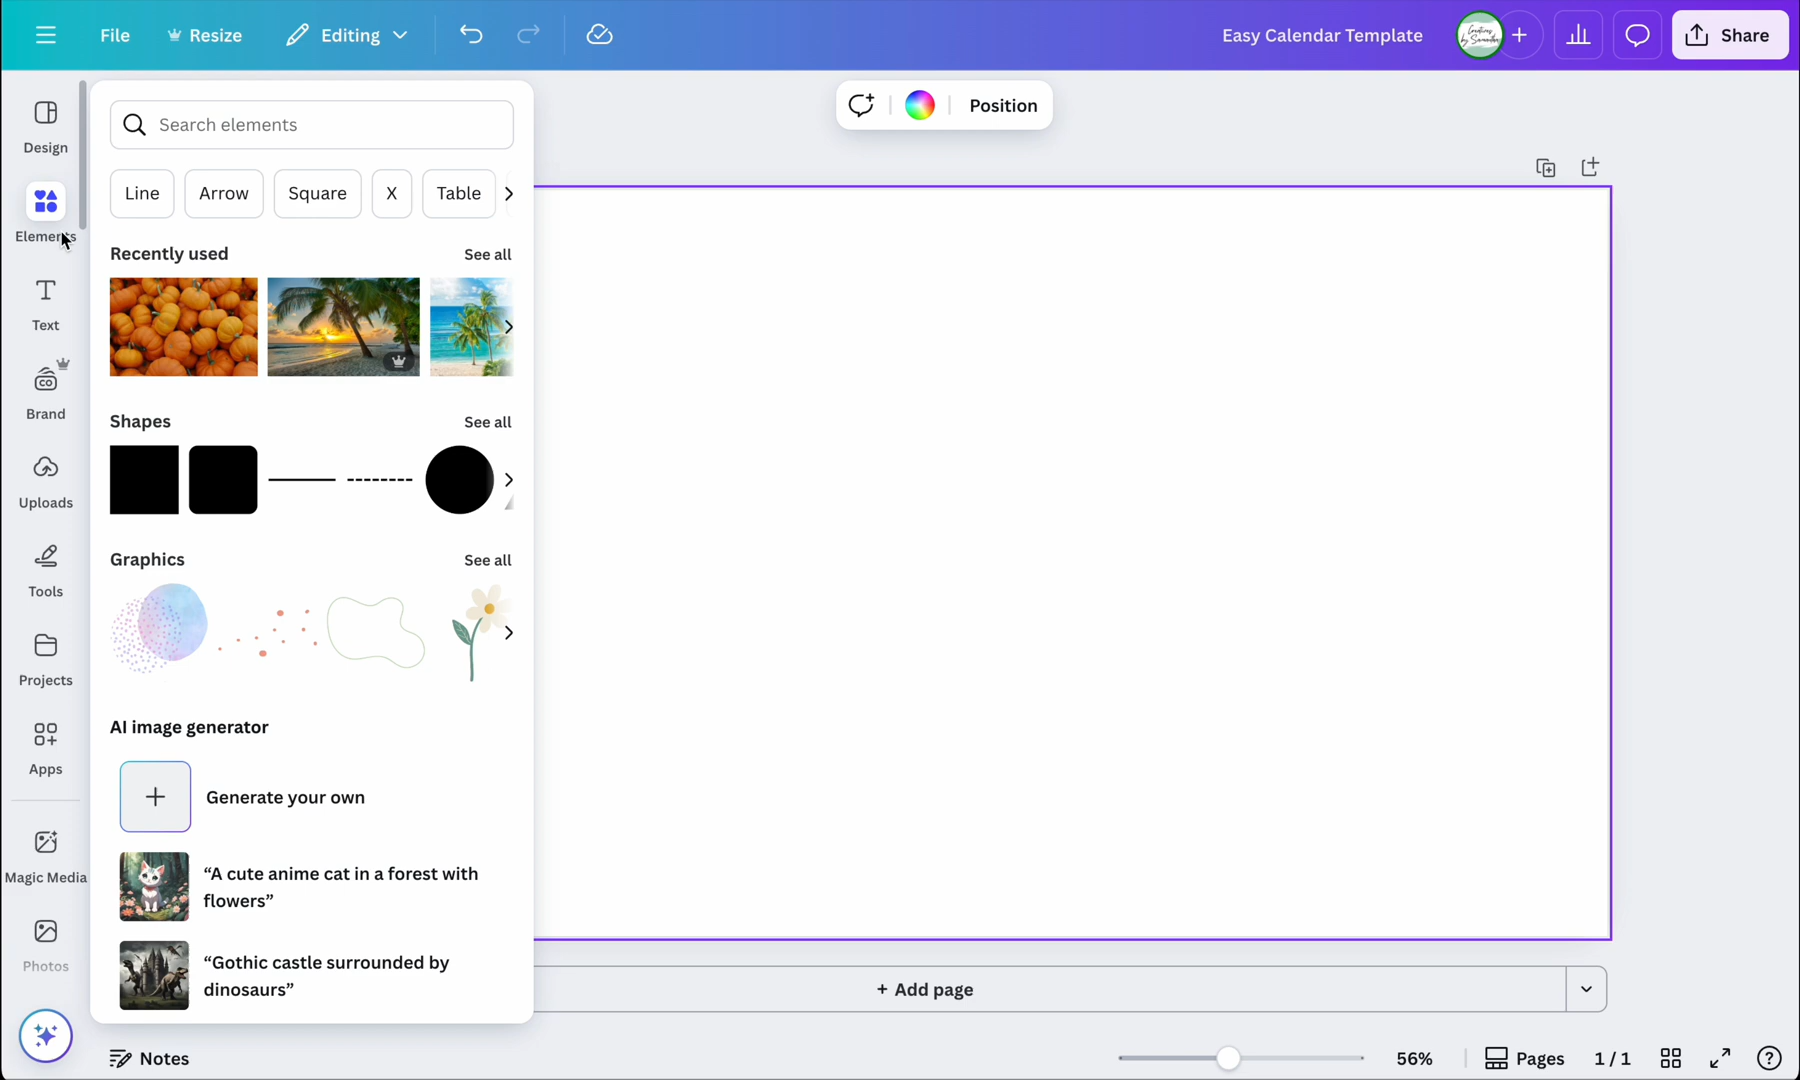 File
Resize
Editing
Easy Calendar Template
Share
Design
Elements
Text
Brand
Uploads
Tools
Projects
Apps
Magic Media
Photos
Search elements
Line
Arrow
Square
X
Table
Recently used
See all
Shapes
See all
Graphics
See all
AI image generator
Generate your own
“A cute anime cat in a forest with
flowers”
“Gothic castle surrounded by
dinosaurs”
Position
+ Add page
Notes
56%
Pages
1 / 1